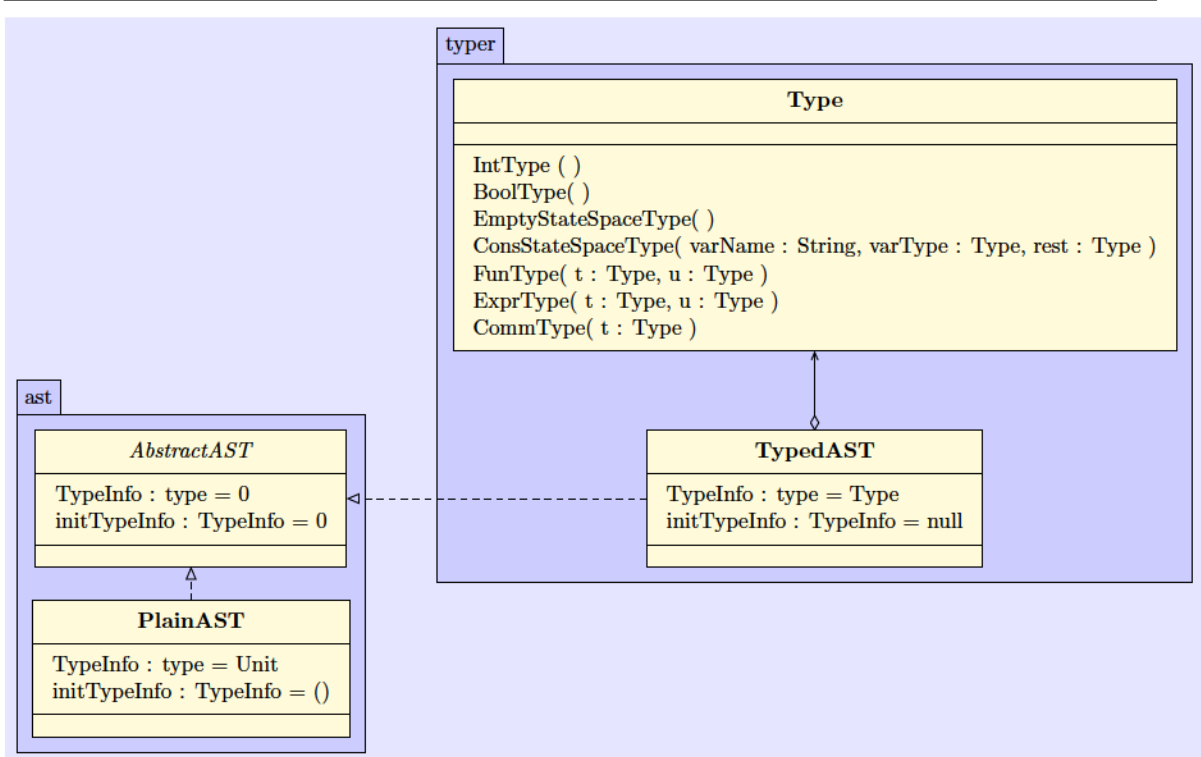 typer
Type
IntType ( )
BoolType( )
EmptyStateSpaceType( )
ConsStateSpaceType( varName : String, varType : Type, rest : Type )
FunType( t : Type, u : Type )
ExprType( t : Type, u : Type )
CommType( t : Type )
ast
AbstractAST
TypeInfo : type = 0
initTypeInfo : TypeInfo = 0
TypedAST
TypeInfo : type = Type
initTypeInfo : TypeInfo = null
PlainAST
TypeInfo : type = Unit
initTypeInfo : TypeInfo = ()